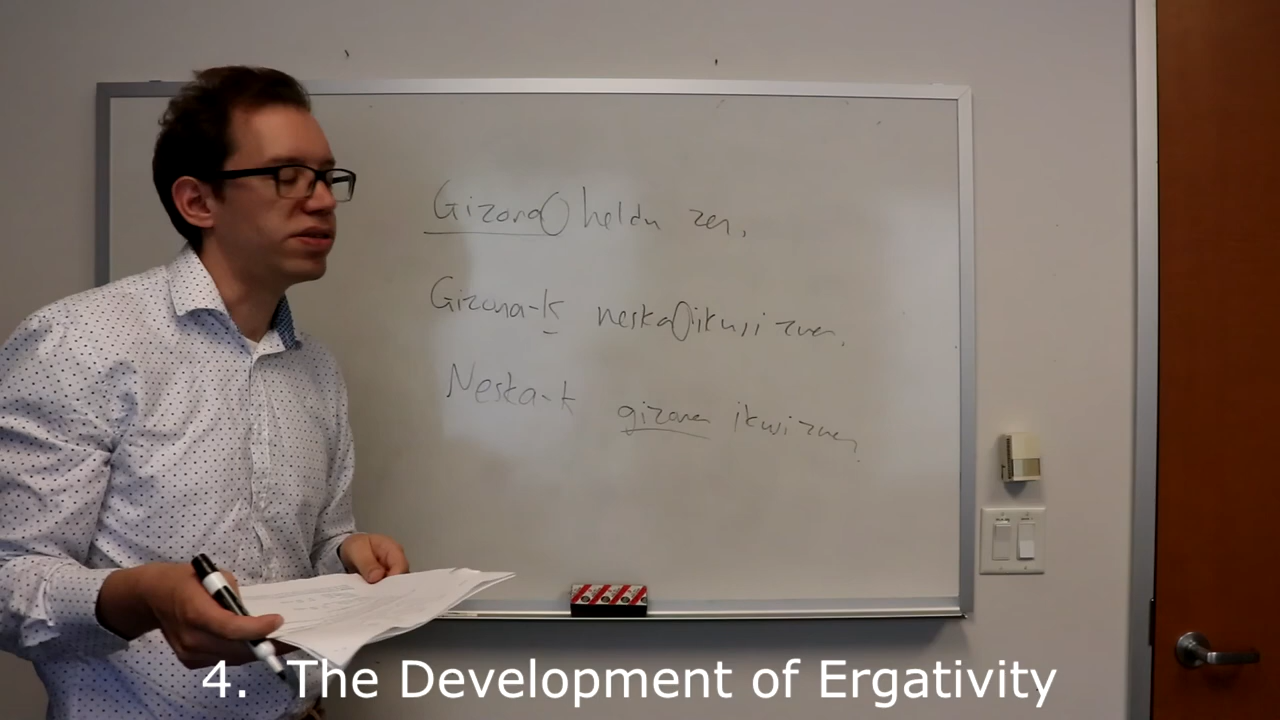 Gizona heldu zen.
Gizona-k neska ikusi zuen.
Neska-k gizona ikusi zuen
4. The Development of Ergativity